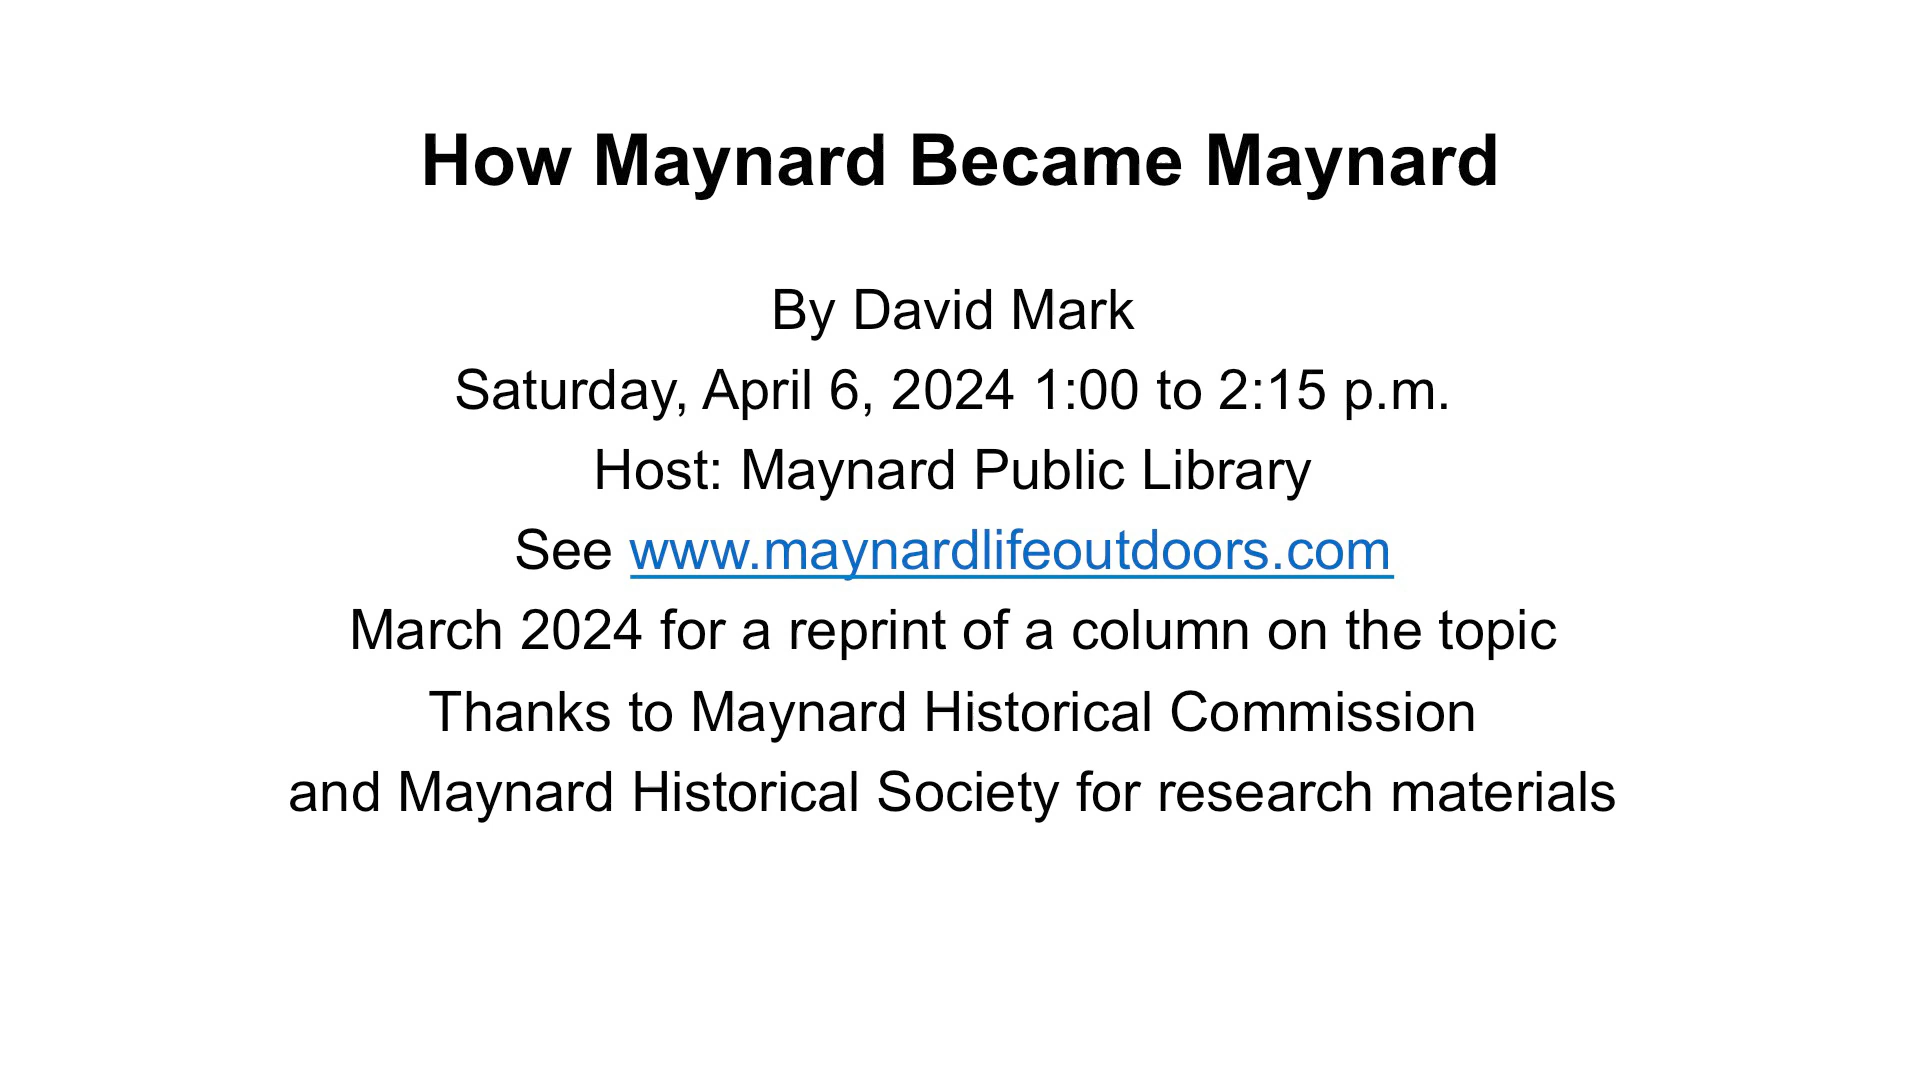 How Maynard Became Maynard
By David Mark
Saturday, April 6, 2024 1:00 to 2:15 p.m.
Host: Maynard Public Library
See www.maynardlifeoutdoors.com
March 2024 for a reprint of a column on the topic
Thanks to Maynard Historical Commission
and Maynard Historical Society for research materials